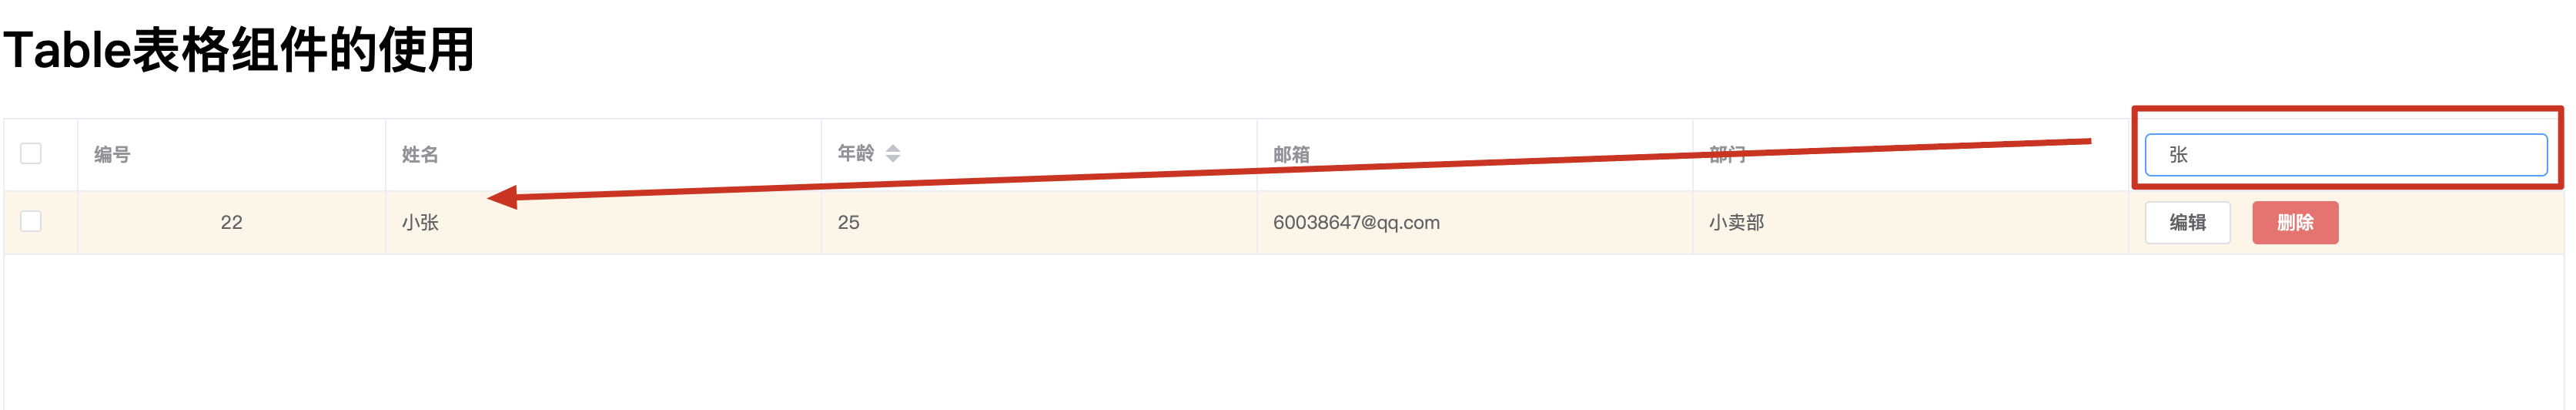 Table表格组件的使用
编号 姓名 年龄 邮箱 部门 张
22 小张 25 60038647@qq.com 小卖部 编辑 删除